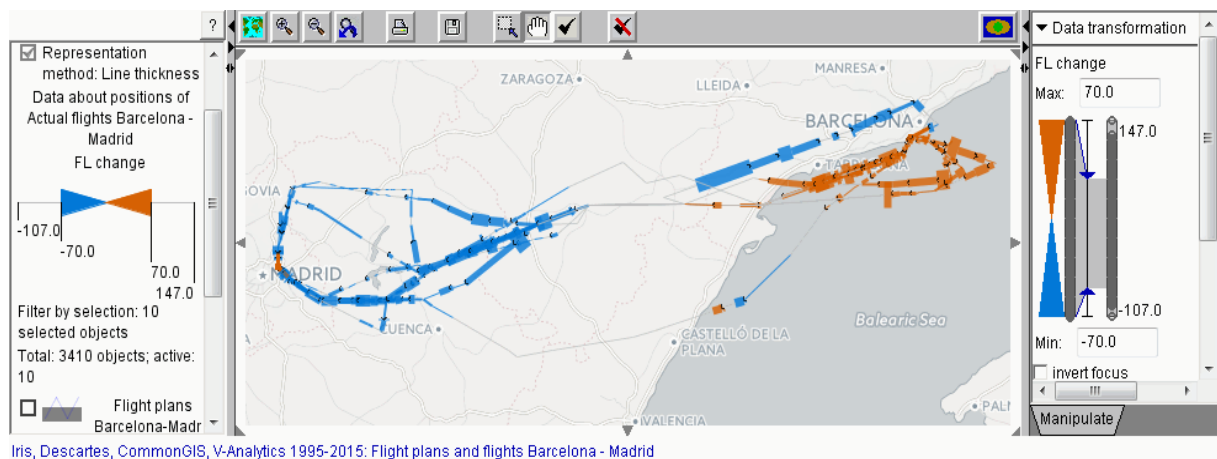 ?
Representation
method: Line thickness
Data about positions of
Actual flights Barcelona -
Madrid
FL change
-107.0
-70.0
70.0
147.0
Filter by selection: 10
selected objects
Total: 3410 objects; active:
10
Flight plans
Barcelona-Madr
ZARAGOZA
LLEIDA
MANRESA
BARCELONA
GOVIA
MADRID
CUENCA
CASTELLÓ DE LA
PLANA
Balearic Sea
VALENCIA
PALM
Data transformation
FL change
Max: 70.0
147.0
-107.0
Min: -70.0
invert focus
Manipulate
Iris, Descartes, CommonGIS, V-Analytics 1995-2015: Flight plans and flights Barcelona - Madrid